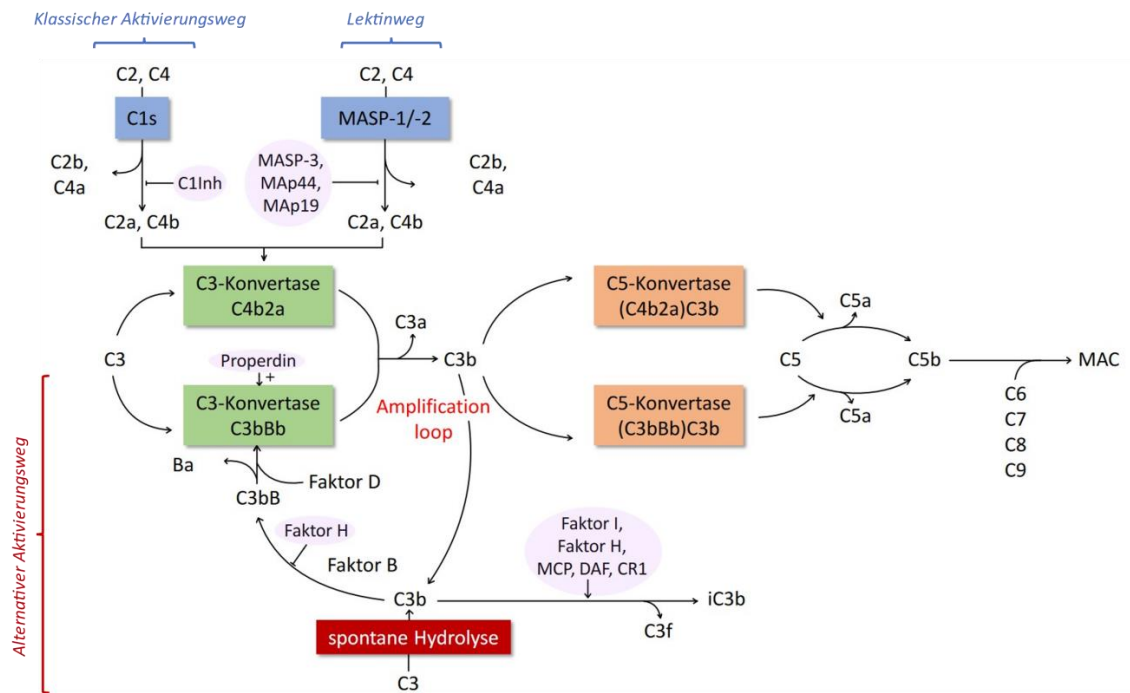 Klassischer Aktivierungsweg
Lektinweg
C2, C4
C2, C4
C1s
MASP-1/-2
C2b,
C4a
C1Inh
MASP-3,
MAp44,
MAp19
C2b,
C4a
C2a, C4b
C2a, C4b
C3-Konvertase
C4b2a
C5-Konvertase
(C4b2a)C3b
C3a
C5a
C3
Properdin
+
C3b
C5
C5b
MAC
C3-Konvertase
C3bBb
Amplification
loop
C5-Konvertase
(C3bBb)C3b
C5a
C6
C7
C8
C9
Ba
Faktor D
C3bB
Faktor H
Faktor B
Faktor I,
Faktor H,
MCP, DAF, CR1
C3b
iC3b
C3f
spontane Hydrolyse
C3
Alternativer Aktivierungsweg